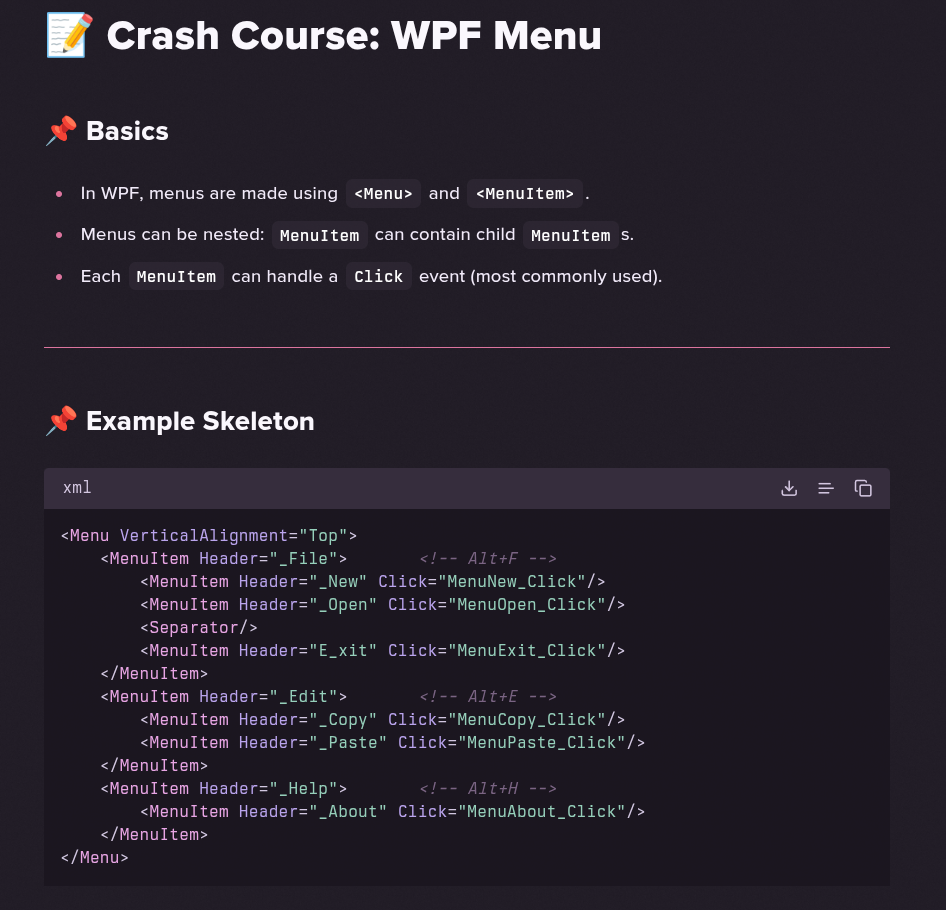 📝 Crash Course: WPF Menu
📌 Basics
• In WPF, menus are made using <Menu> and <MenuItem>.
• Menus can be nested: MenuItem can contain child MenuItem s.
• Each MenuItem can handle a Click event (most commonly used).
📌 Example Skeleton
xml
<Menu VerticalAlignment="Top">
    <MenuItem Header="_File">       <!-- Alt+F -->
        <MenuItem Header="_New" Click="MenuNew_Click"/>
        <MenuItem Header="_Open" Click="MenuOpen_Click"/>
        <Separator/>
        <MenuItem Header="E_xit" Click="MenuExit_Click"/>
    </MenuItem>
    <MenuItem Header="_Edit">       <!-- Alt+E -->
        <MenuItem Header="_Copy" Click="MenuCopy_Click"/>
        <MenuItem Header="_Paste" Click="MenuPaste_Click"/>
    </MenuItem>
    <MenuItem Header="_Help">       <!-- Alt+H -->
        <MenuItem Header="_About" Click="MenuAbout_Click"/>
    </MenuItem>
</Menu>